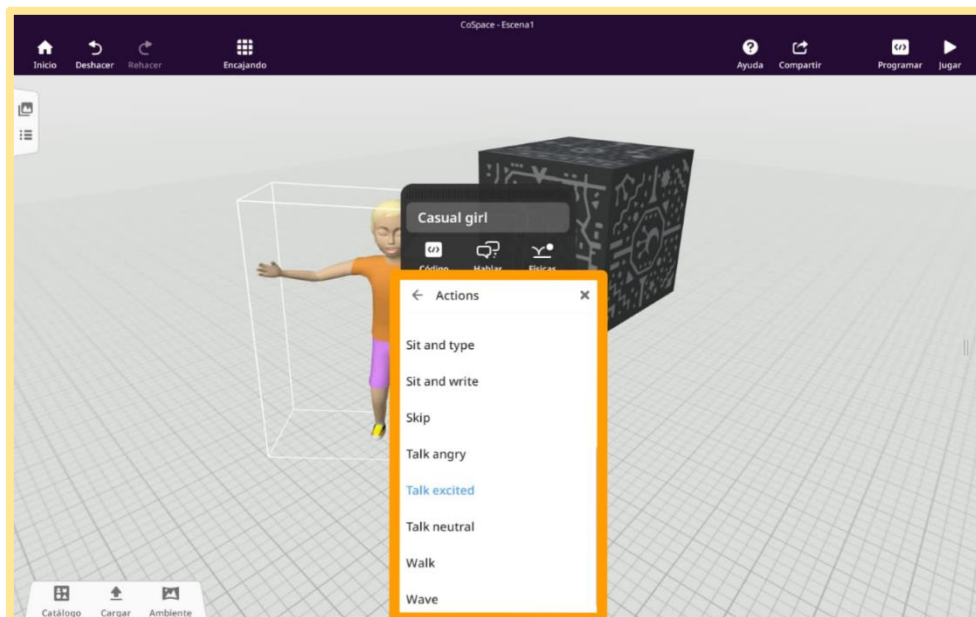 CoSpace - Escena1
Inicio Deshacer Rehacer Encajando Ayuda Compartir Programar Jugar
Casual girl
Código Hablar Físicas
Actions
Sit and type
Sit and write
Skip
Talk angry
Talk excited
Talk neutral
Walk
Wave
Catálogo Cargar Ambiente